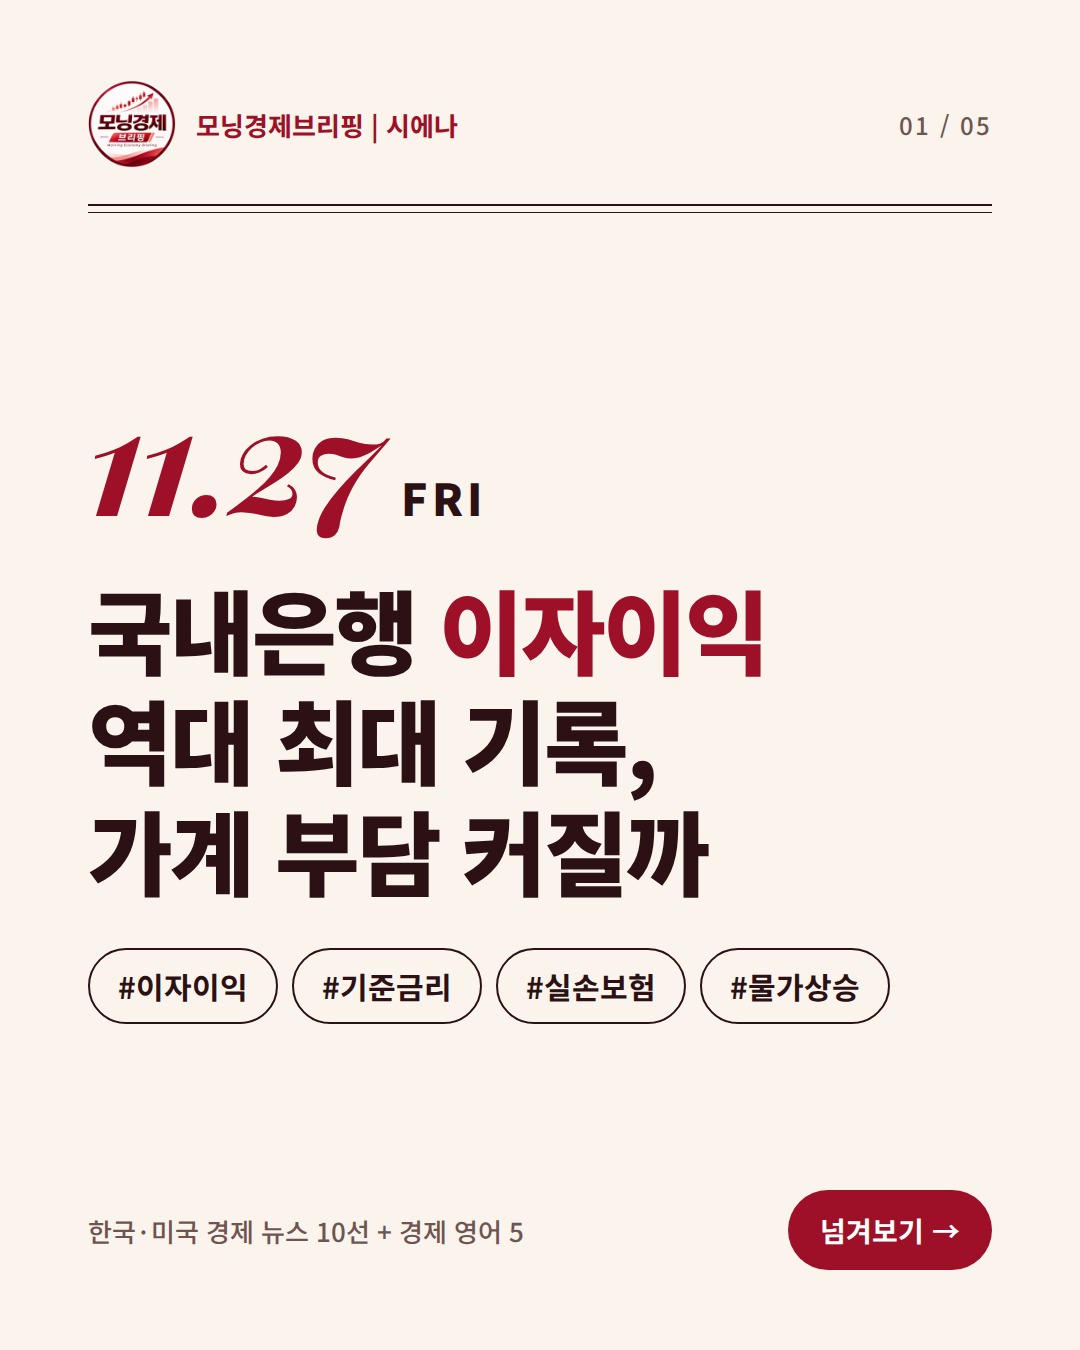 모닝경제
브리핑
Morning Economy Briefing
모닝경제브리핑 | 시에나
01 / 05
11.27 FRI
국내은행 이자이익
역대 최대 기록,
가계 부담 커질까
#이자이익 #기준금리 #실손보험 #물가상승
한국·미국 경제 뉴스 10선 + 경제 영어 5
넘겨보기 →